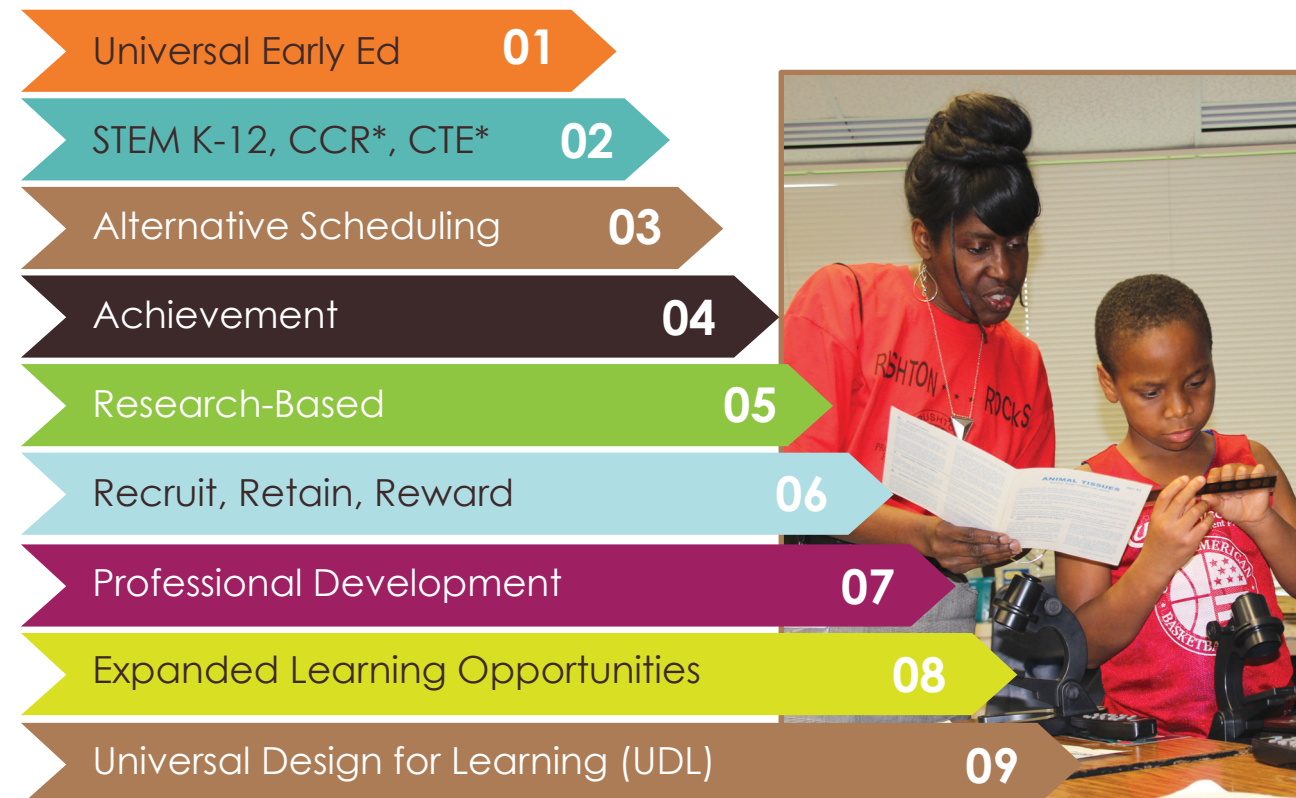 Universal Early Ed 01
STEM K-12, CCR*, CTE* 02
Alternative Scheduling 03
Achievement 04
Research-Based 05
Recruit, Retain, Reward 06
Professional Development 07
Expanded Learning Opportunities 08
Universal Design for Learning (UDL) 09
RUSHTON ROCKS
ANIMAL TISSUES
AMERICAN